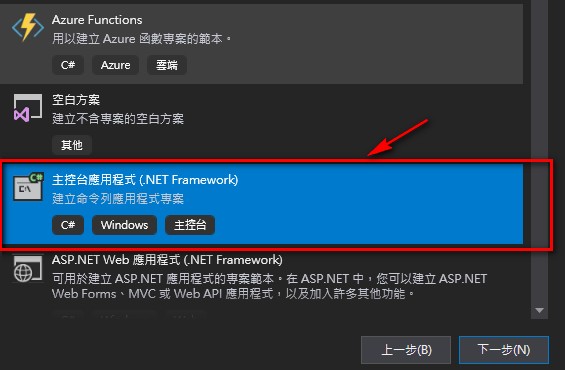 Azure Functions
用以建立 Azure 函數專案的範本。
C# Azure 雲端
空白方案
建立不含專案的空白方案
其他
C#
C:\
主控台應用程式 (.NET Framework)
建立命令列應用程式專案
C# Windows 主控台
ASP.NET Web 應用程式 (.NET Framework)
可用於建立 ASP.NET 應用程式的專案範本。在 ASP.NET 中，您可以建立 ASP.NET
Web Forms、MVC 或 Web API 應用程式，以及加入許多其他功能。
上一步(B) 下一步(N)